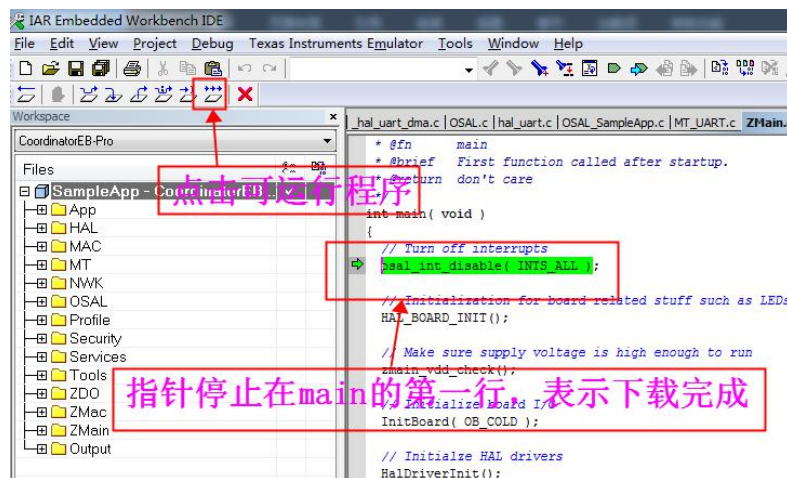 IAR Embedded Workbench IDE
File Edit View Project Debug Texas Instruments Emulator Tools Window Help
Workspace
_hal_uart_dma.c | OSAL.c | hal_uart.c | OSAL_SampleApp.c | MT_UART.c ZMain.
CoordinatorEB-Pro
Files
SampleApp - CoordinatorEB...
App
HAL
MAC
MT
NWK
OSAL
Profile
Security
Services
Tools
ZDO
ZMac
ZMain
Output
点击可运行程序
* @fn main
* @brief First function called after startup.
* @return don't care
int main( void )
{
// Turn off interrupts
osal_int_disable( INTS_ALL );
// Initialization for board related stuff such as LEDs
HAL_BOARD_INIT();
// Make sure supply voltage is high enough to run
zmain_vdd_check();
指针停止在main的第一行，表示下载完成
// Initialize board I/O
InitBoard( OB_COLD );
// Initialze HAL drivers
HalDriverInit();